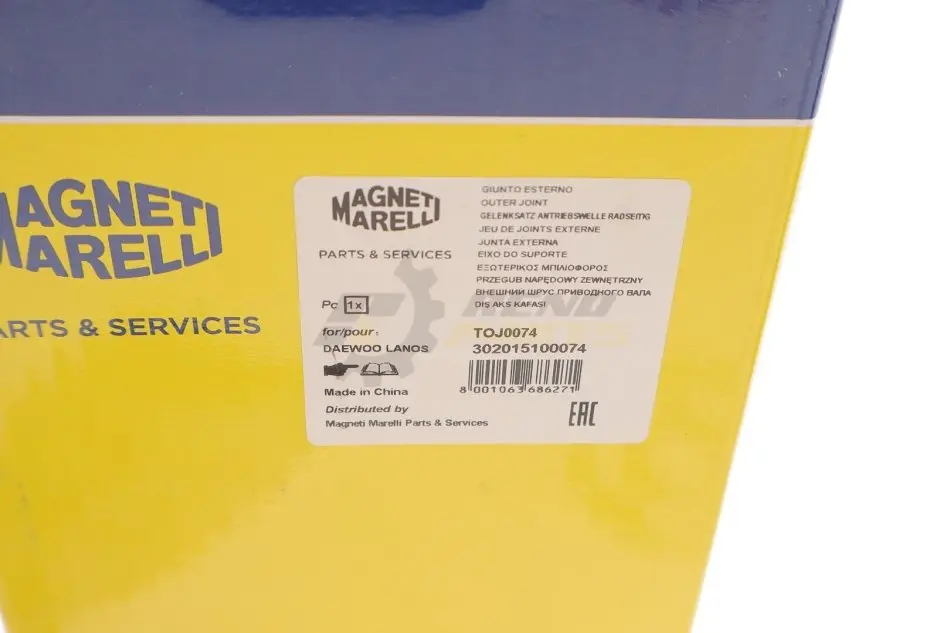 MAGNETI
MARELLI
PARTS & SERVICES
MAGNETI
MARELLI
PARTS & SERVICES
Pc 1x
for/pour:
DAEWOO LANOS
Made in China
Distributed by
Magneti Marelli Parts & Services
GIUNTO ESTERNO
OUTER JOINT
GELENKSATZ ANTRIEBSWELLE RADSEITIG
JEU DE JOINTS EXTERNE
JUNTA EXTERNA
EIXO DO SUPORTE
ΕΞΩΤΕΡΙΚΟΣ ΜΠΙΛΙΟΦΟΡΟΣ
PRZEGUB NAPĘDOWY ZEWNĘTRZNY
ВНЕШНИЙ ШРУС ПРИВОДНОГО ВАЛА
DIŞ AKS KAFASI
TOJ0074
302015100074
8 001063 686271
EAC